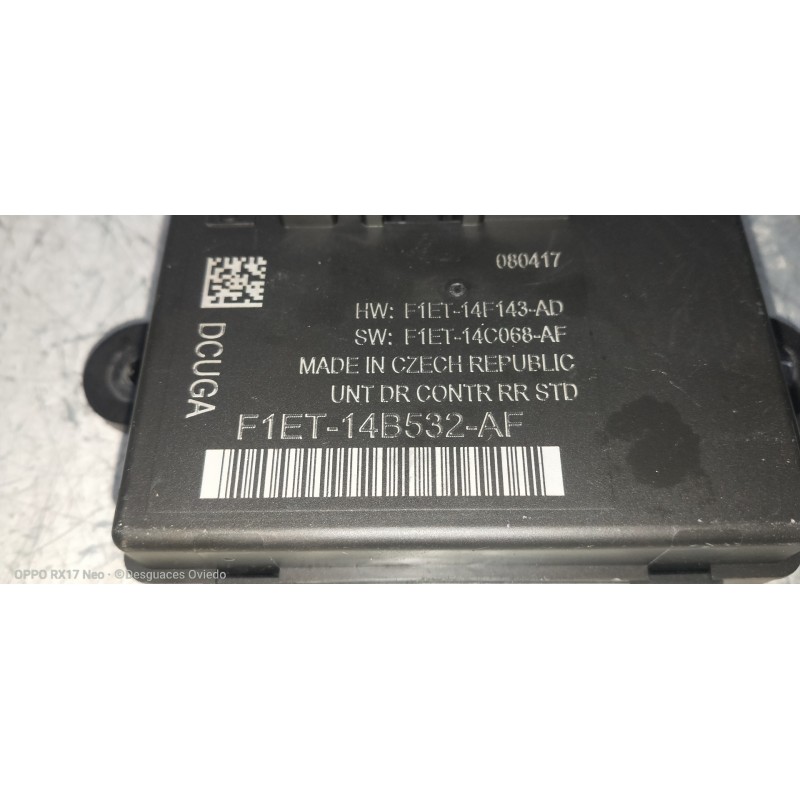 080417
HW: F1ET-14F143-AD
SW: F1ET-14C068-AF
MADE IN CZECH REPUBLIC
UNT DR CONTR RR STD
F1ET-14B532-AF
DCUGA
OPPO RX17 Neo · ©Desguaces Oviedo